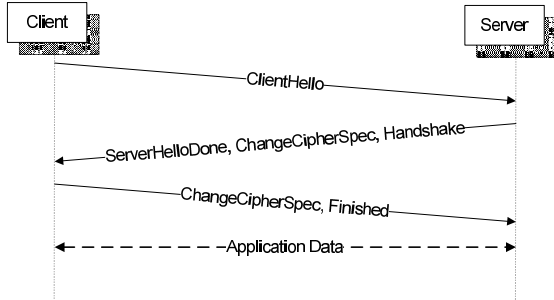 Client
Server
ClientHello
ServerHelloDone, ChangeCipherSpec, Handshake
ChangeCipherSpec, Finished
Application Data